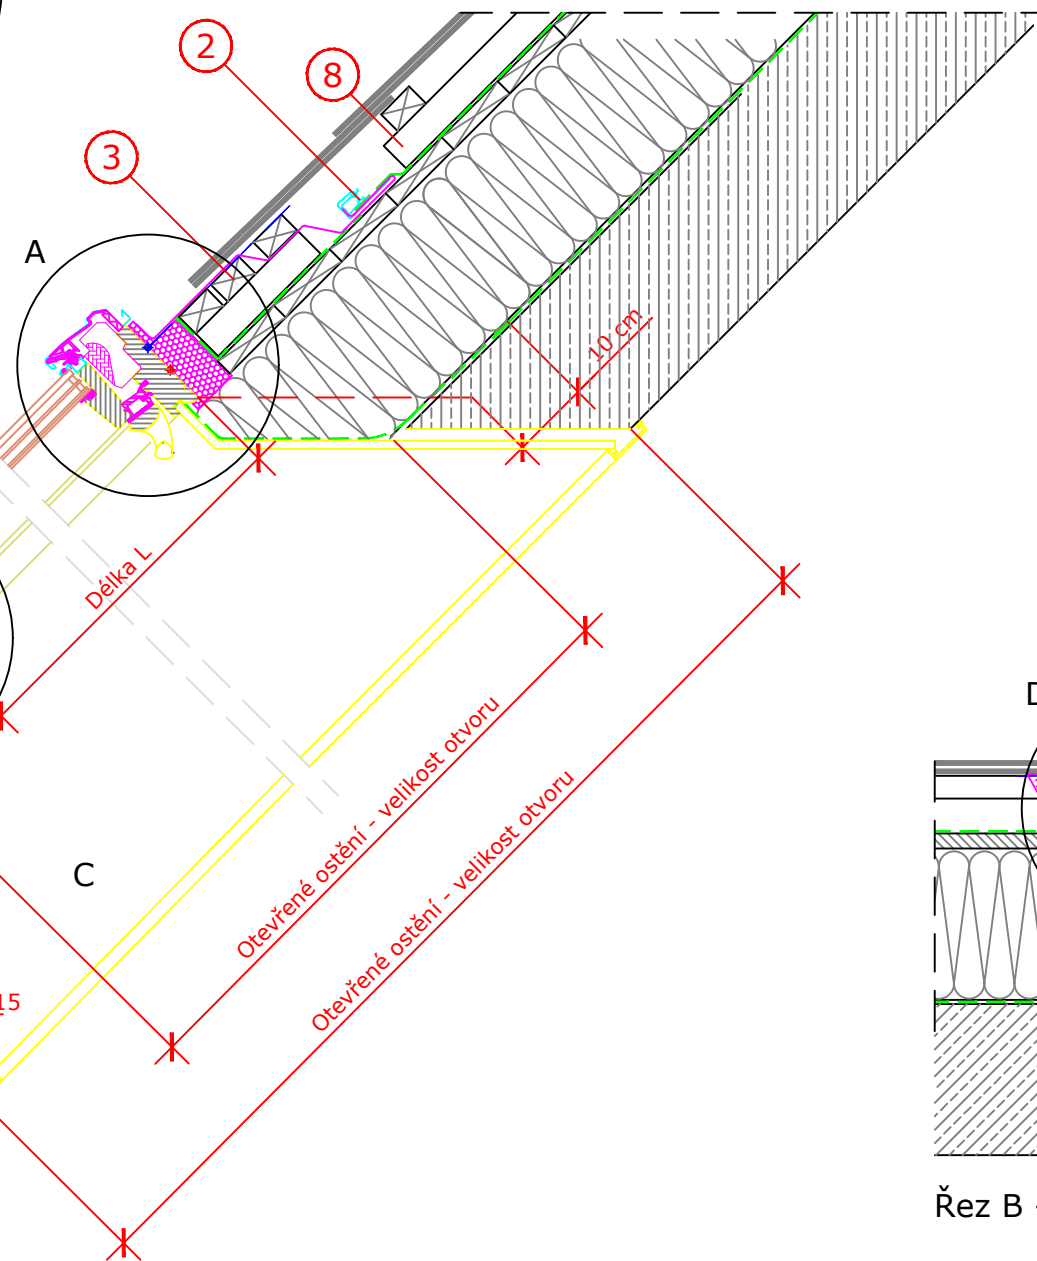 2
8
3
A
10 cm
Délka L
Otevřené ostění - velikost otvoru
Otevřené ostění - velikost otvoru
C
15
Řez B